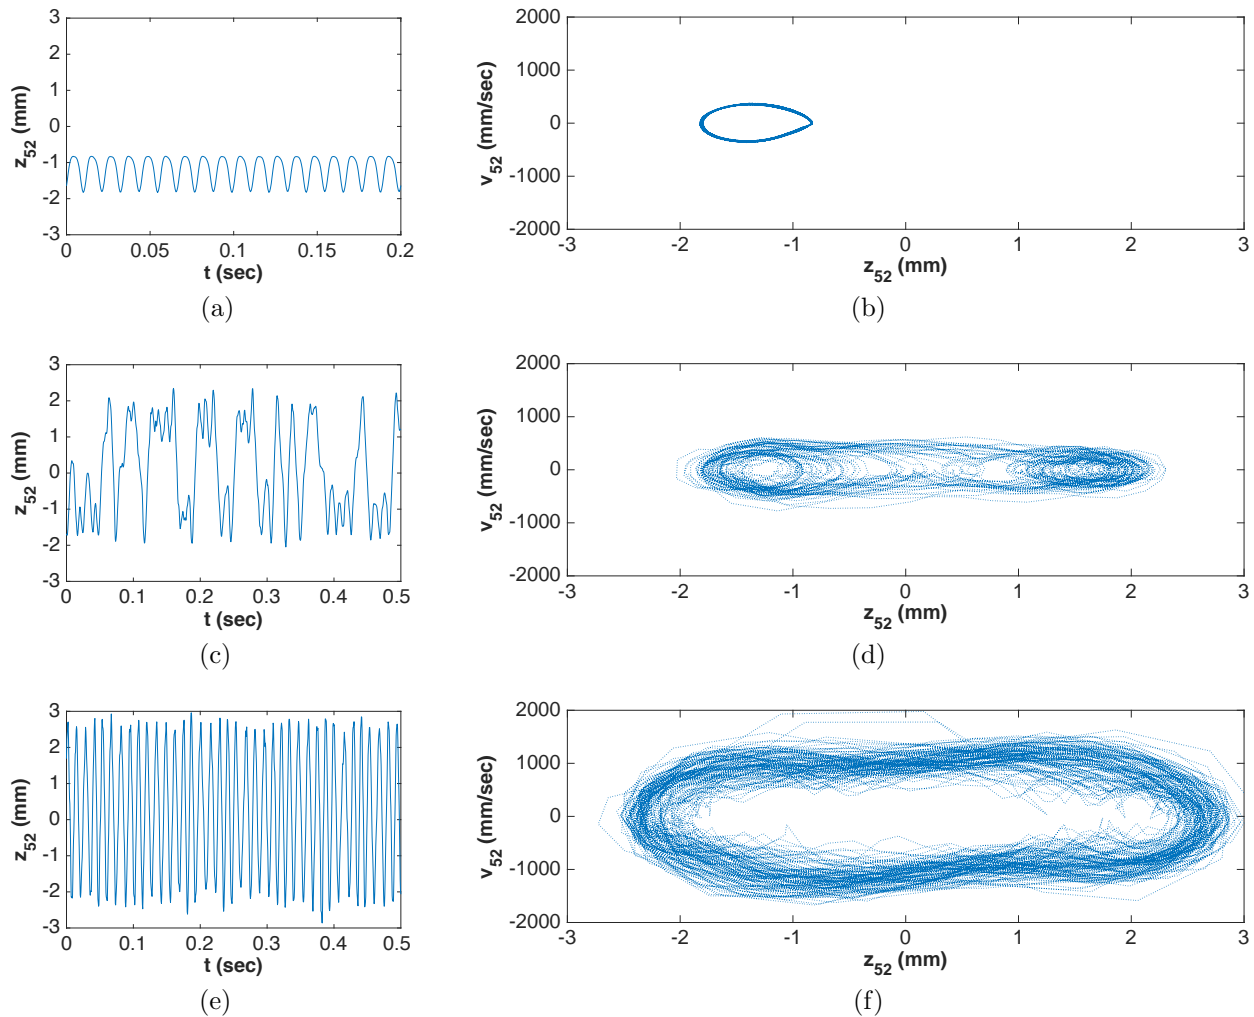 3
2
1
0
-1
-2
-3
z52 (mm)
0 0.05 0.1 0.15 0.2
t (sec)
(a)
2000
1000
0
-1000
-2000
v52 (mm/sec)
-3 -2 -1 0 1 2 3
z52 (mm)
(b)
3
2
1
0
-1
-2
-3
z52 (mm)
0 0.1 0.2 0.3 0.4 0.5
t (sec)
(c)
2000
1000
0
-1000
-2000
v52 (mm/sec)
-3 -2 -1 0 1 2 3
z52 (mm)
(d)
3
2
1
0
-1
-2
-3
z52 (mm)
0 0.1 0.2 0.3 0.4 0.5
t (sec)
(e)
2000
1000
0
-1000
-2000
v52 (mm/sec)
-3 -2 -1 0 1 2 3
z52 (mm)
(f)